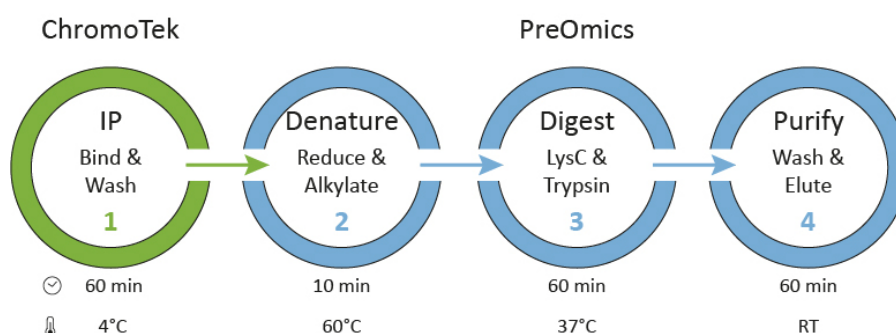 ChromoTek PreOmics
IP Denature Digest Purify
Bind & Reduce & LysC & Wash &
Wash Alkylate Trypsin Elute
1 2 3 4
60 min 10 min 60 min 60 min
4°C 60°C 37°C RT